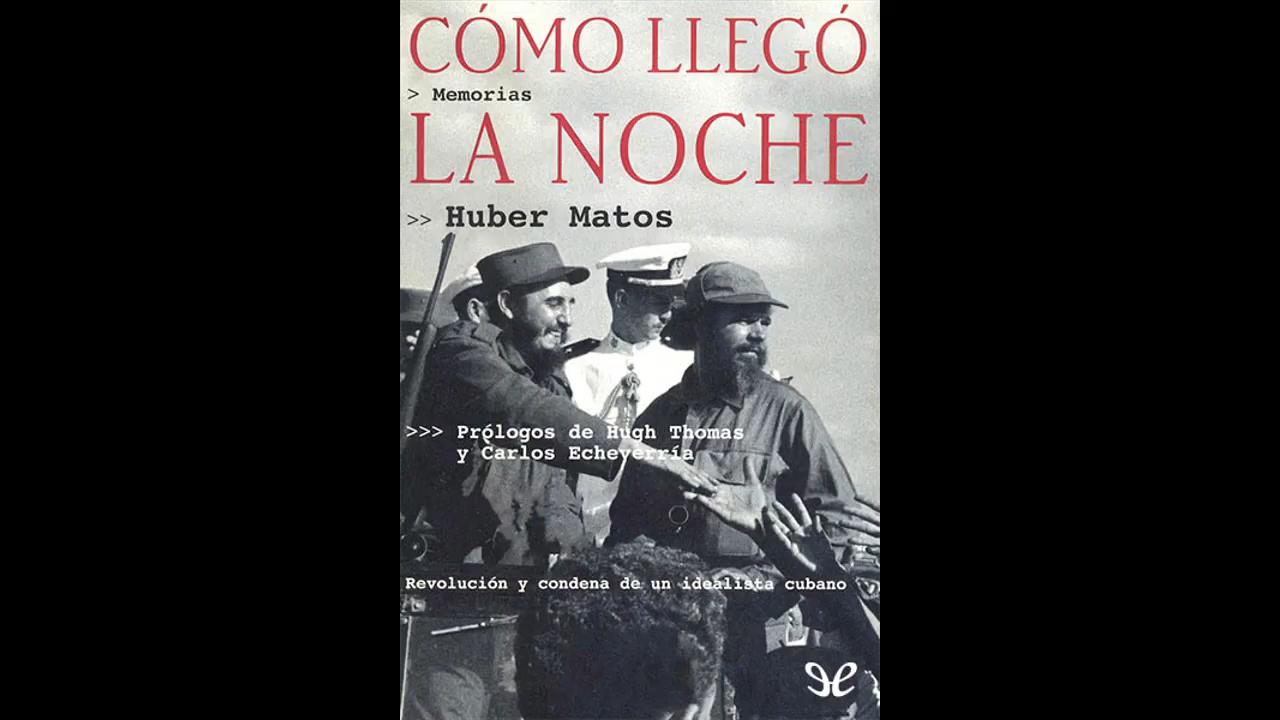 CÓMO LLEGÓ
> Memorias
LA NOCHE
>> Huber Matos
>>> Prólogos de Hugh Thomas
y Carlos Echeverría
Revolución y condena de un idealista cubano